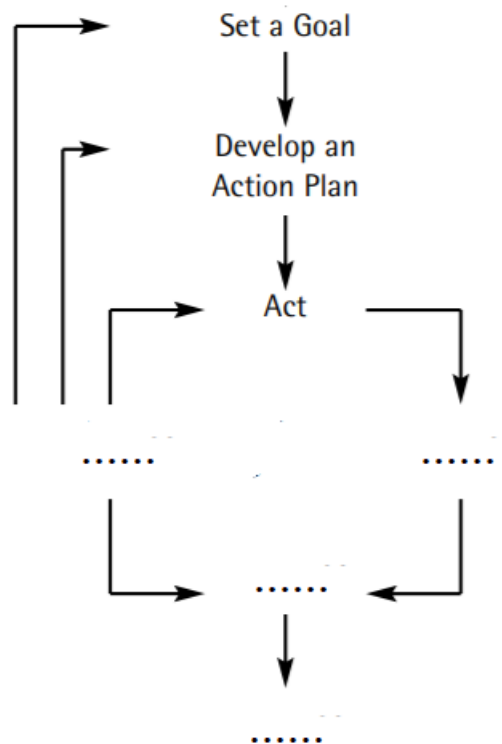 Set a Goal
Develop an
Action Plan
Act
...... ......
......
......